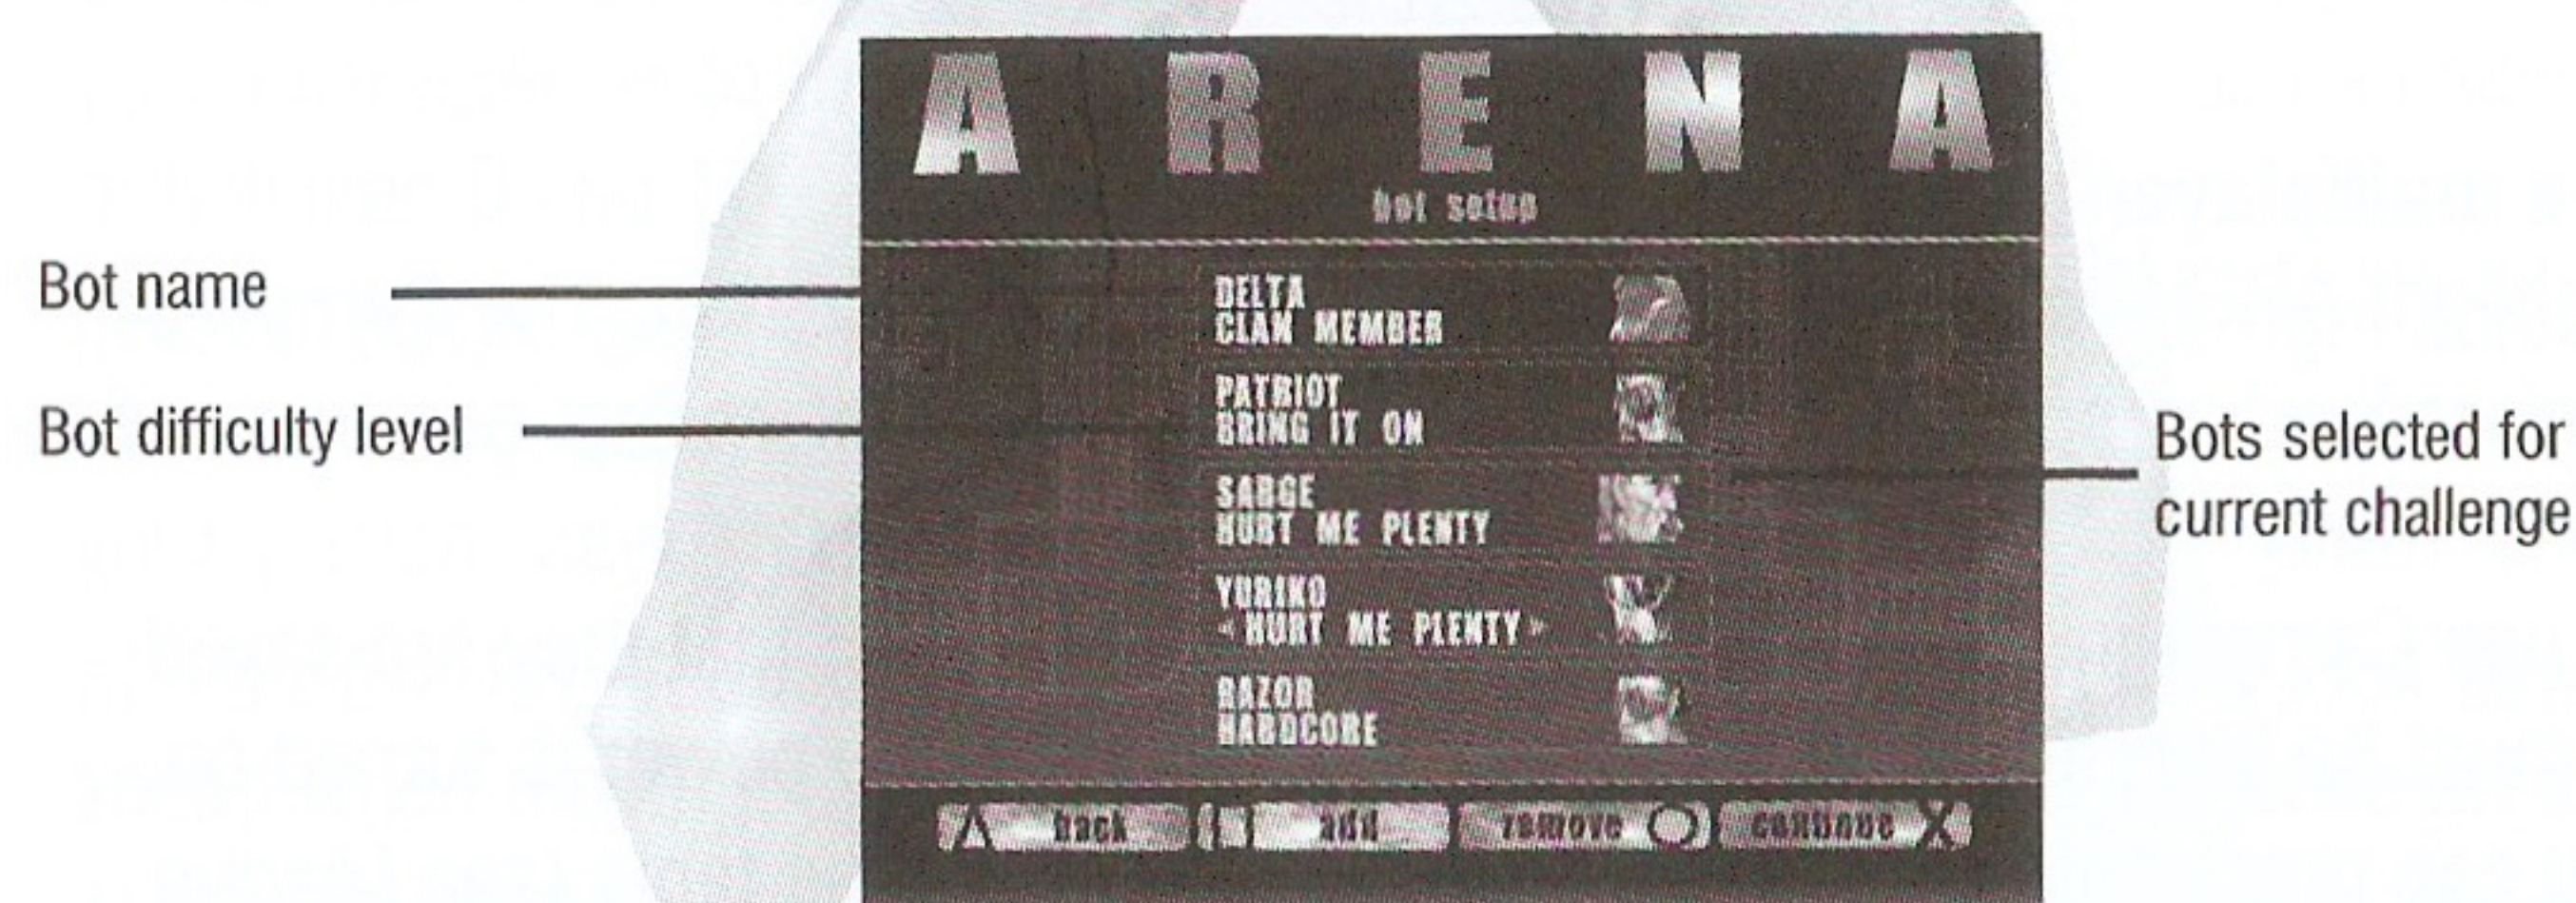 ARENA
bot setup
Bot name
DELTA
CLAN MEMBER
Bot difficulty level
PATRIOT
BRING IT ON
SARGE
HURT ME PLENTY
Bots selected for
current challenge
YURIKO
HURT ME PLENTY
RAZOR
HARDCORE
back add remove continue X